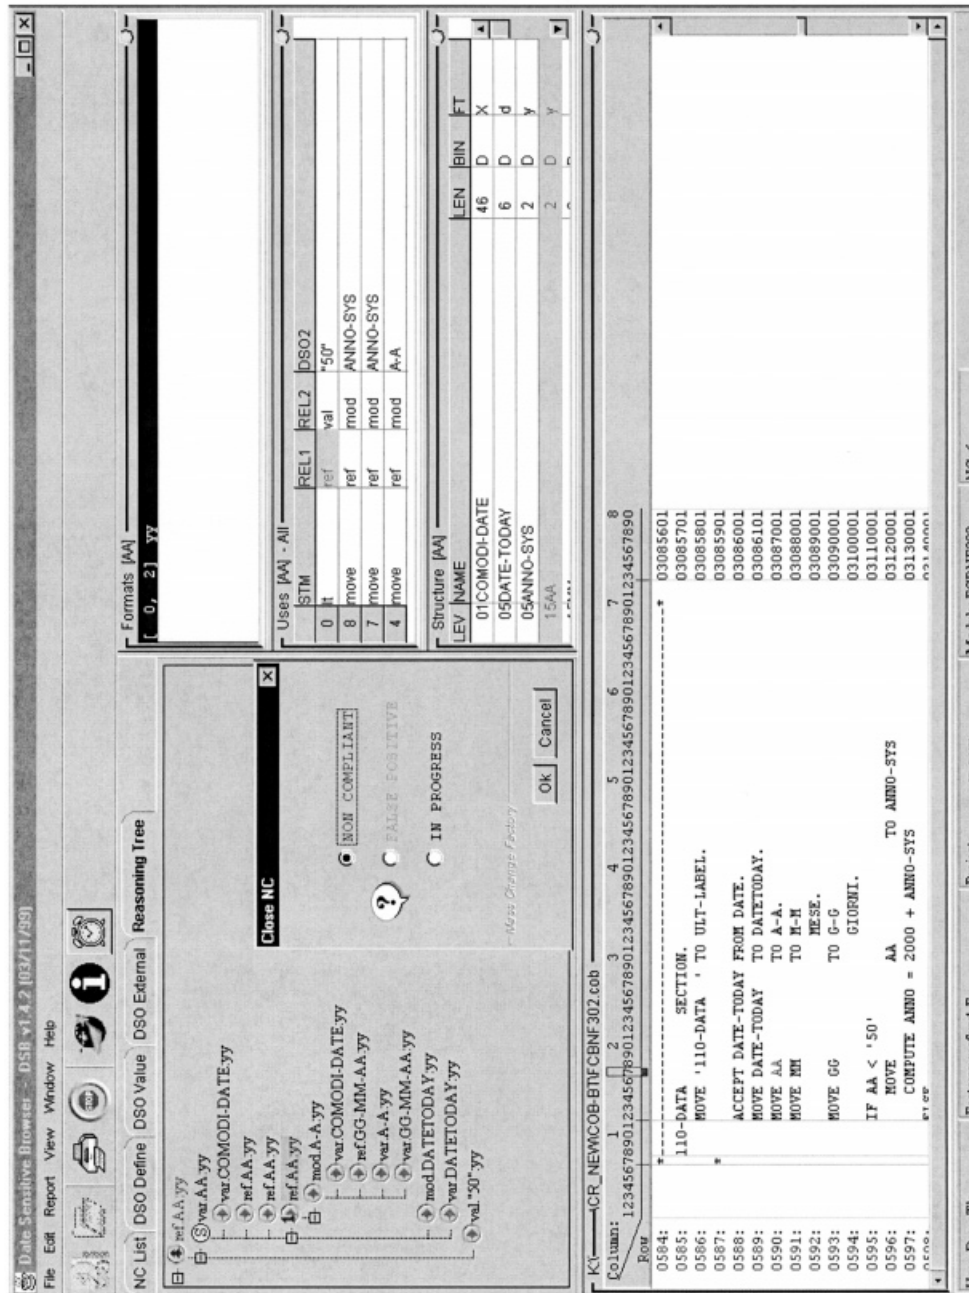 Date Sensitive Browser - DSB v1.4.2 [03/11/99]
File Edit Report View Window Help
NC List DSO Define DSO Value DSO External Reasoning Tree
ref.AA.yy
var.AA.yy
var.COMODI-DATE.yy
ref.AA.yy
ref.AA.yy
ref.AA.yy
mod.A-A.yy
var.COMODI-DATE.yy
ref.GG-MM-AA.yy
var.A-A.yy
var.GG-MM-AA.yy
mod.DATETODAY.yy
var.DATETODAY.yy
val."50".yy
Close NC
NON COMPLIANT
FALSE POSITIVE
IN PROGRESS
Mass Change Factory
Ok Cancel
Formats [AA]
[ 0, 2] yy
Uses [AA] - All
STM REL1 REL2 DSO2
0 lt ref val "50"
8 move ref mod ANNO-SYS
7 move ref mod ANNO-SYS
4 move ref mod A-A
Structure [AA]
LEV NAME LEN BIN FT
01COMODI-DATE 46 D X
05DATE-TODAY 6 D d
05ANNO-SYS 2 D y
15AA 2 D y
Column: 1 2 3 4 5 6 7 8
Row 12345678901234567890123456789012345678901234567890123456789012345678901234567890
0584: *----------------------------------------------------------------* 03085601
0585: 110-DATA SECTION. 03085701
0586: MOVE '110-DATA ' TO ULT-LABEL. 03085801
0587: * 03085901
0588: ACCEPT DATE-TODAY FROM DATE. 03086001
0589: MOVE DATE-TODAY TO DATETODAY. 03086101
0590: MOVE AA TO A-A. 03087001
0591: MOVE MM TO M-M 03088001
0592: MESE. 03089001
0593: MOVE GG TO G-G 03090001
0594: GIORNI. 03100001
0595: IF AA < '50' 03110001
0596: MOVE AA TO ANNO-SYS 03120001
0597: COMPUTE ANNO = 2000 + ANNO-SYS 03130001
0598: ELSE 03140001